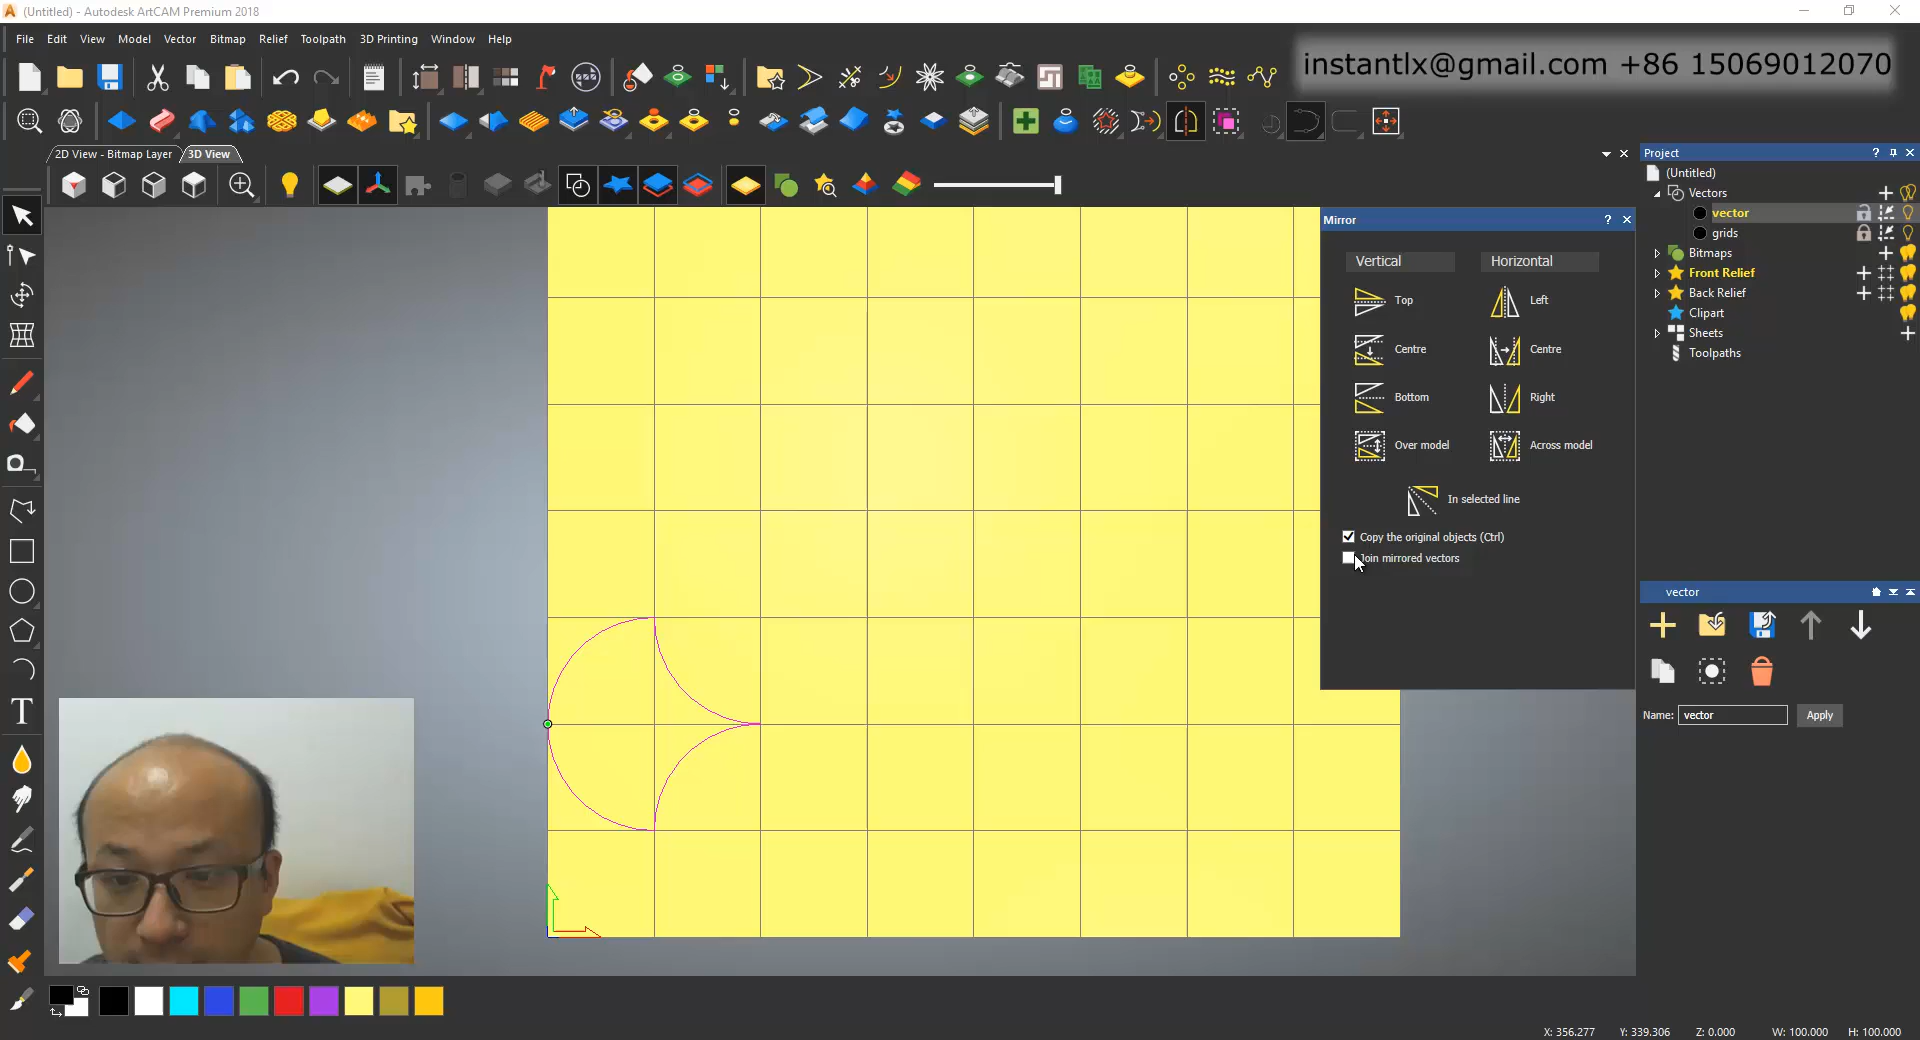 (Untitled) - Autodesk ArtCAM Premium 2018
File Edit View Model Vector Bitmap Relief Toolpath 3D Printing Window Help
instantlx@gmail.com +86 15069012070
2D View - Bitmap Layer 3D View
Project
(Untitled)
Vectors
vector
grids
Bitmaps
Front Relief
Back Relief
Clipart
Sheets
Toolpaths
Mirror
Vertical Horizontal
Top Left
Centre Centre
Bottom Right
Over model Across model
In selected line
Copy the original objects (Ctrl)
Join mirrored vectors
vector
Name: vector Apply
X: 356.277 Y: 339.306 Z: 0.000 W: 100.000 H: 100.000